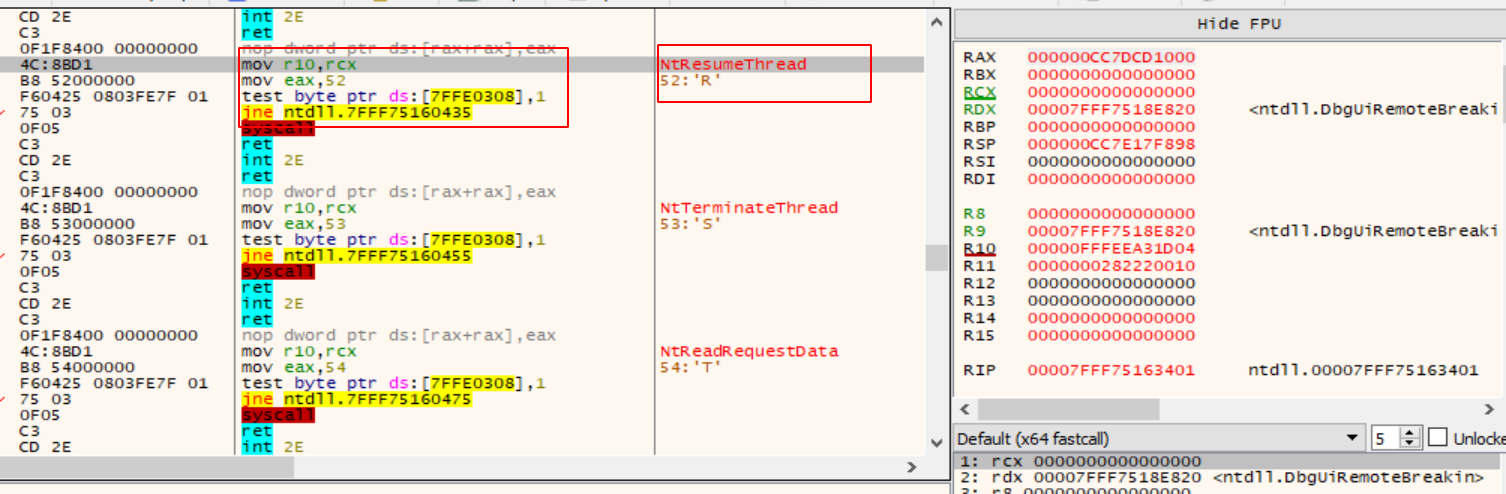 CD 2E int 2E
C3 ret
0F1F8400 00000000 nop dword ptr ds:[rax+rax],eax
4C:8BD1 mov r10,rcx NtResumeThread
B8 52000000 mov eax,52 52:'R'
F60425 0803FE7F 01 test byte ptr ds:[7FFE0308],1
75 03 jne ntdll.7FFF75160435
0F05 syscall
C3 ret
CD 2E int 2E
C3 ret
0F1F8400 00000000 nop dword ptr ds:[rax+rax],eax
4C:8BD1 mov r10,rcx NtTerminateThread
B8 53000000 mov eax,53 53:'S'
F60425 0803FE7F 01 test byte ptr ds:[7FFE0308],1
75 03 jne ntdll.7FFF75160455
0F05 syscall
C3 ret
CD 2E int 2E
C3 ret
0F1F8400 00000000 nop dword ptr ds:[rax+rax],eax
4C:8BD1 mov r10,rcx NtReadRequestData
B8 54000000 mov eax,54 54:'T'
F60425 0803FE7F 01 test byte ptr ds:[7FFE0308],1
75 03 jne ntdll.7FFF75160475
0F05 syscall
C3 ret
CD 2E int 2E
Hide FPU
RAX 000000CC7DCD1000
RBX 0000000000000000
RCX 0000000000000000
RDX 00007FFF7518E820 <ntdll.DbgUiRemoteBreaki
RBP 0000000000000000
RSP 000000CC7E17F898
RSI 0000000000000000
RDI 0000000000000000
R8 0000000000000000
R9 00007FFF7518E820 <ntdll.DbgUiRemoteBreaki
R10 00000FFFEEA31D04
R11 0000000282220010
R12 0000000000000000
R13 0000000000000000
R14 0000000000000000
R15 0000000000000000
RIP 00007FFF75163401 ntdll.00007FFF75163401
Default (x64 fastcall) 5 Unlocke
1: rcx 0000000000000000
2: rdx 00007FFF7518E820 <ntdll.DbgUiRemoteBreakin>
3: r8 0000000000000000